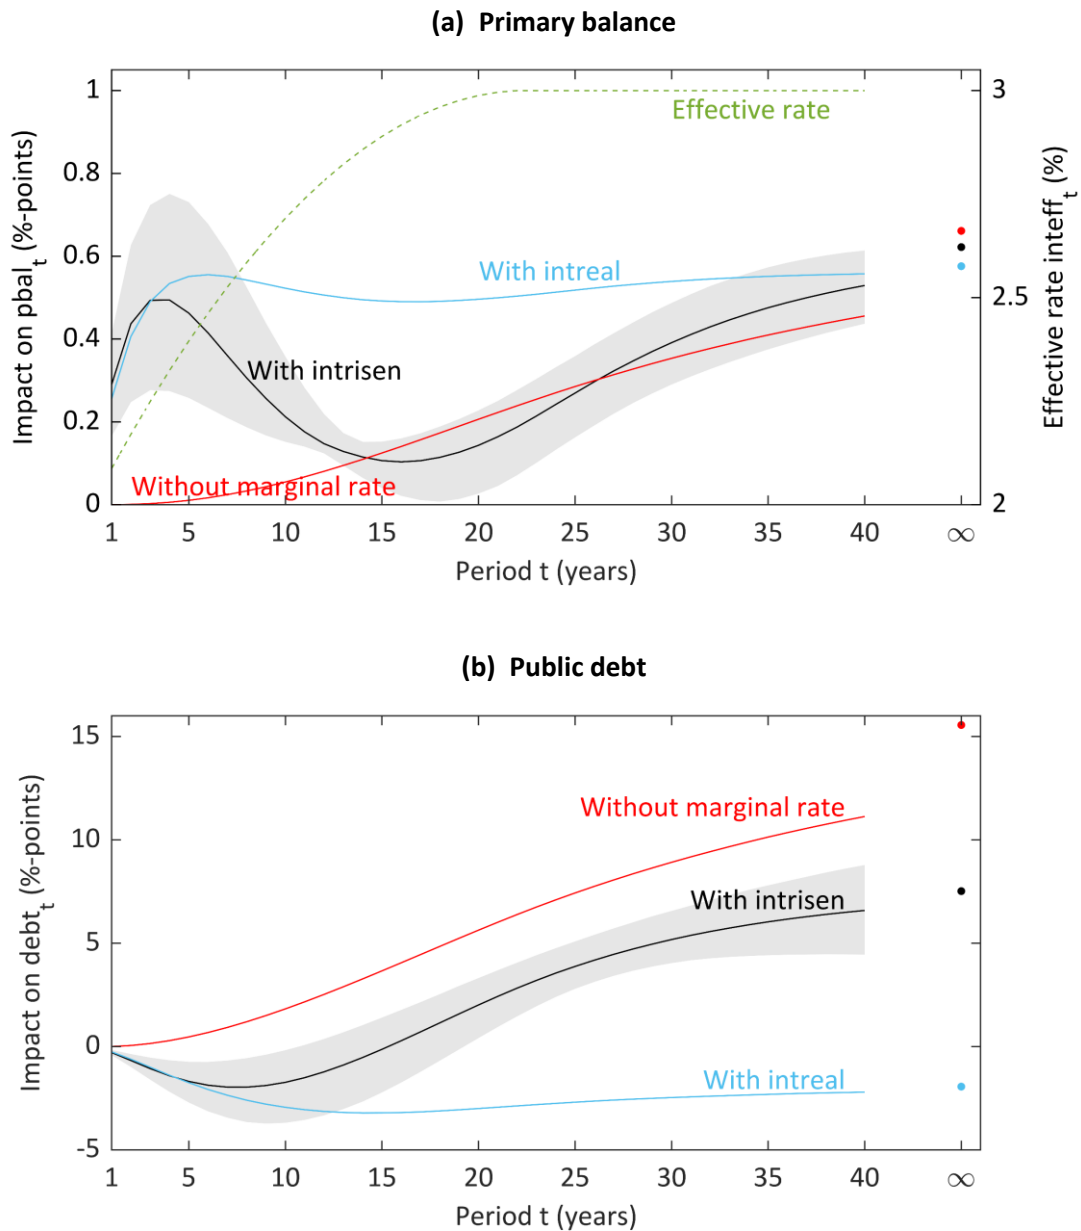 (a) Primary balance
1
0.8
0.6
0.4
0.2
0
Impact on pbal_t (%-points)
3
2.5
2
Effective rate inteff_t (%)
Effective rate
With intreal
With intrisen
Without marginal rate
1 5 10 15 20 25 30 35 40 ∞
Period t (years)
(b) Public debt
15
10
5
0
-5
Impact on debt_t (%-points)
Without marginal rate
With intrisen
With intreal
1 5 10 15 20 25 30 35 40 ∞
Period t (years)